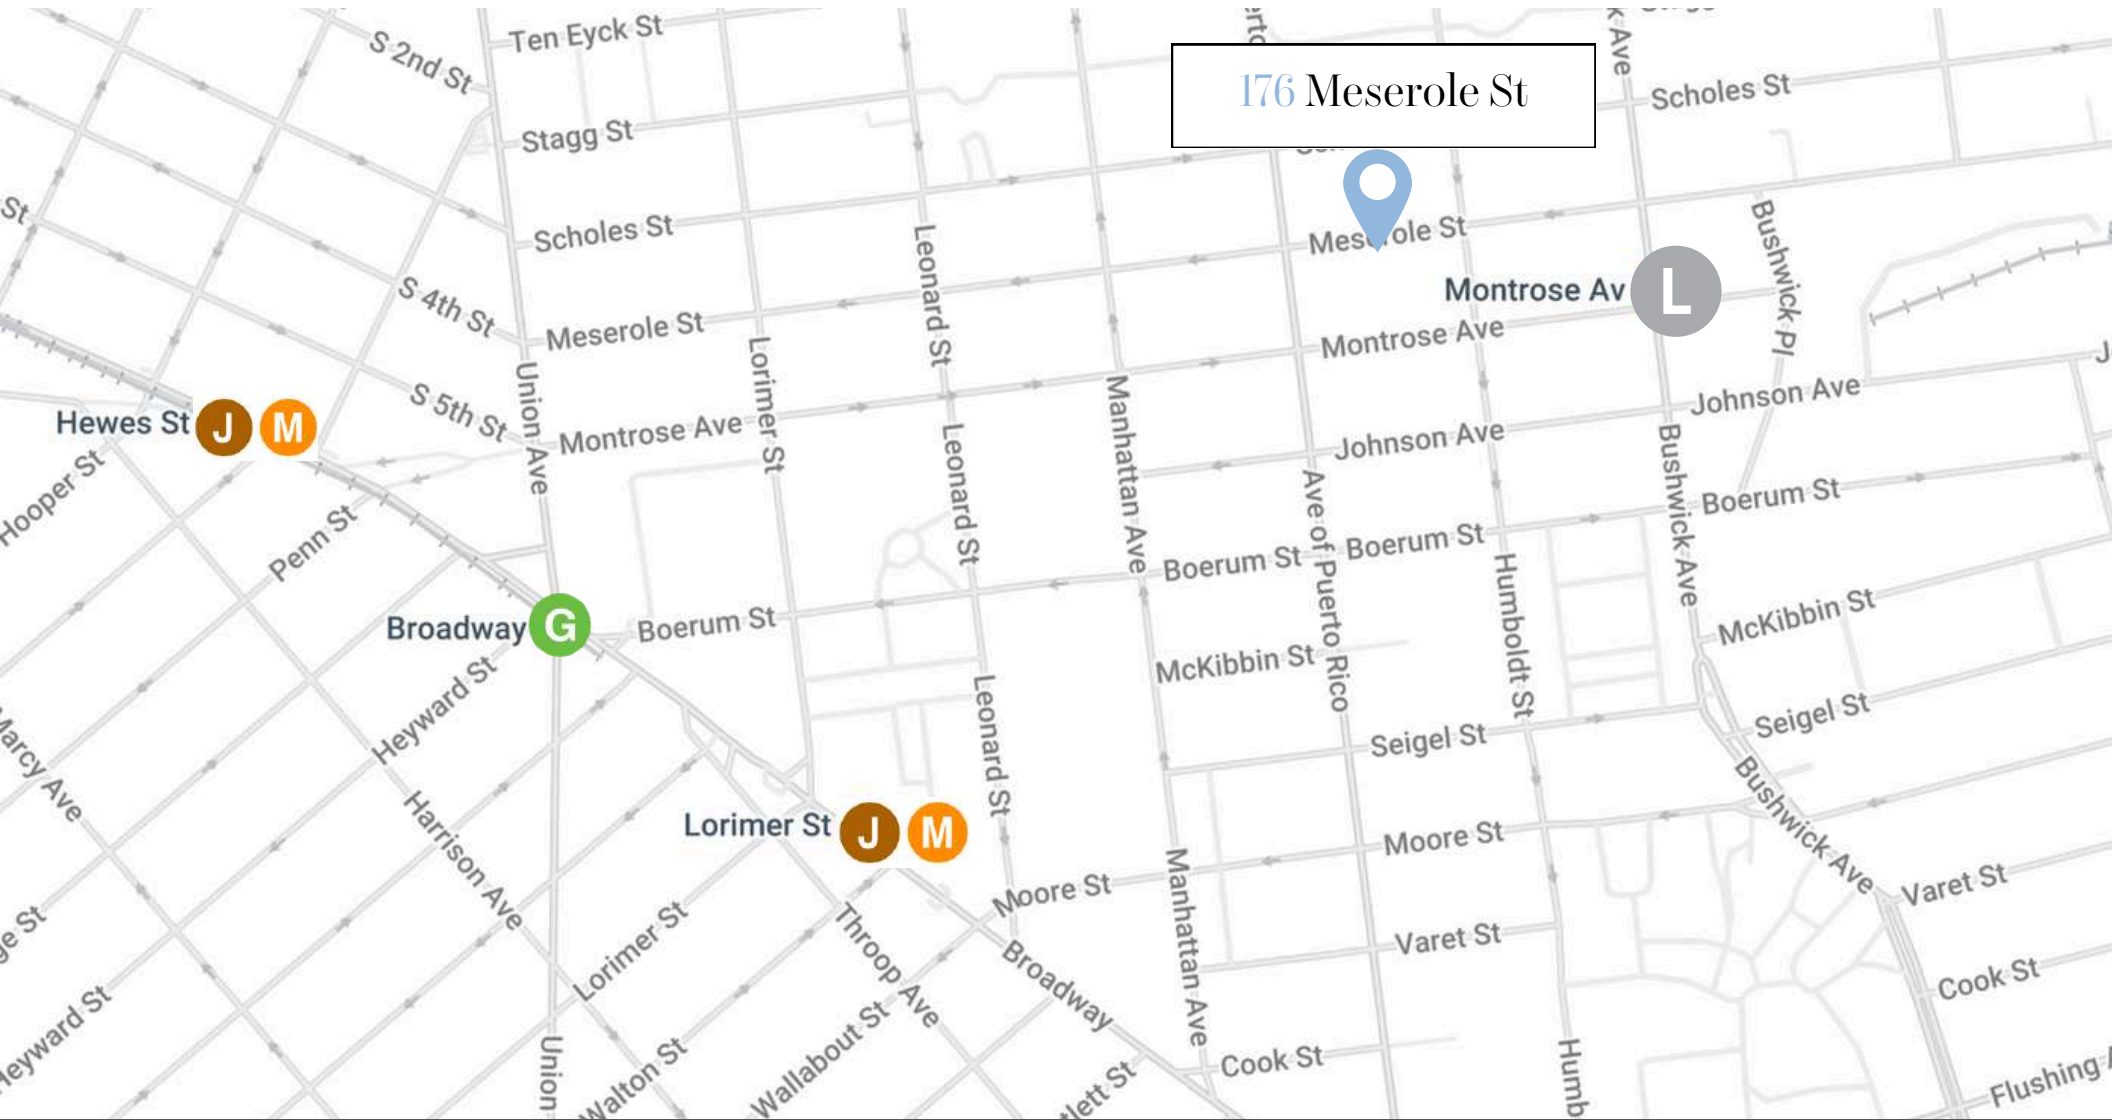 S 2nd St
Ten Eyck St
176 Meserole St
Scholes St
Stagg St
St
Scholes St
Leonard St
Meserole St
Bushwick Pl
S 4th St
Meserole St
Montrose Av
L
Montrose Ave
Union Ave
Lorimer St
Manhattan Ave
Hewes St
J M
S 5th St
Montrose Ave
Johnson Ave
Johnson Ave
Bushwick Ave
Hooper St
Penn St
Leonard St
Ave of Puerto Rico
Boerum St
Boerum St
Boerum St
Humboldt St
Broadway
G
Boerum St
McKibbin St
McKibbin St
Heyward St
Leonard St
Seigel St
Seigel St
Marcy Ave
Harrison Ave
Lorimer St
J M
Moore St
Bushwick Ave
Moore St
Manhattan Ave
Varet St
Varet St
Lorimer St
Throop Ave
Broadway
Cook St
Heyward St
Union
Walton St
Wallabout St
Cook St
Humb
Flushing